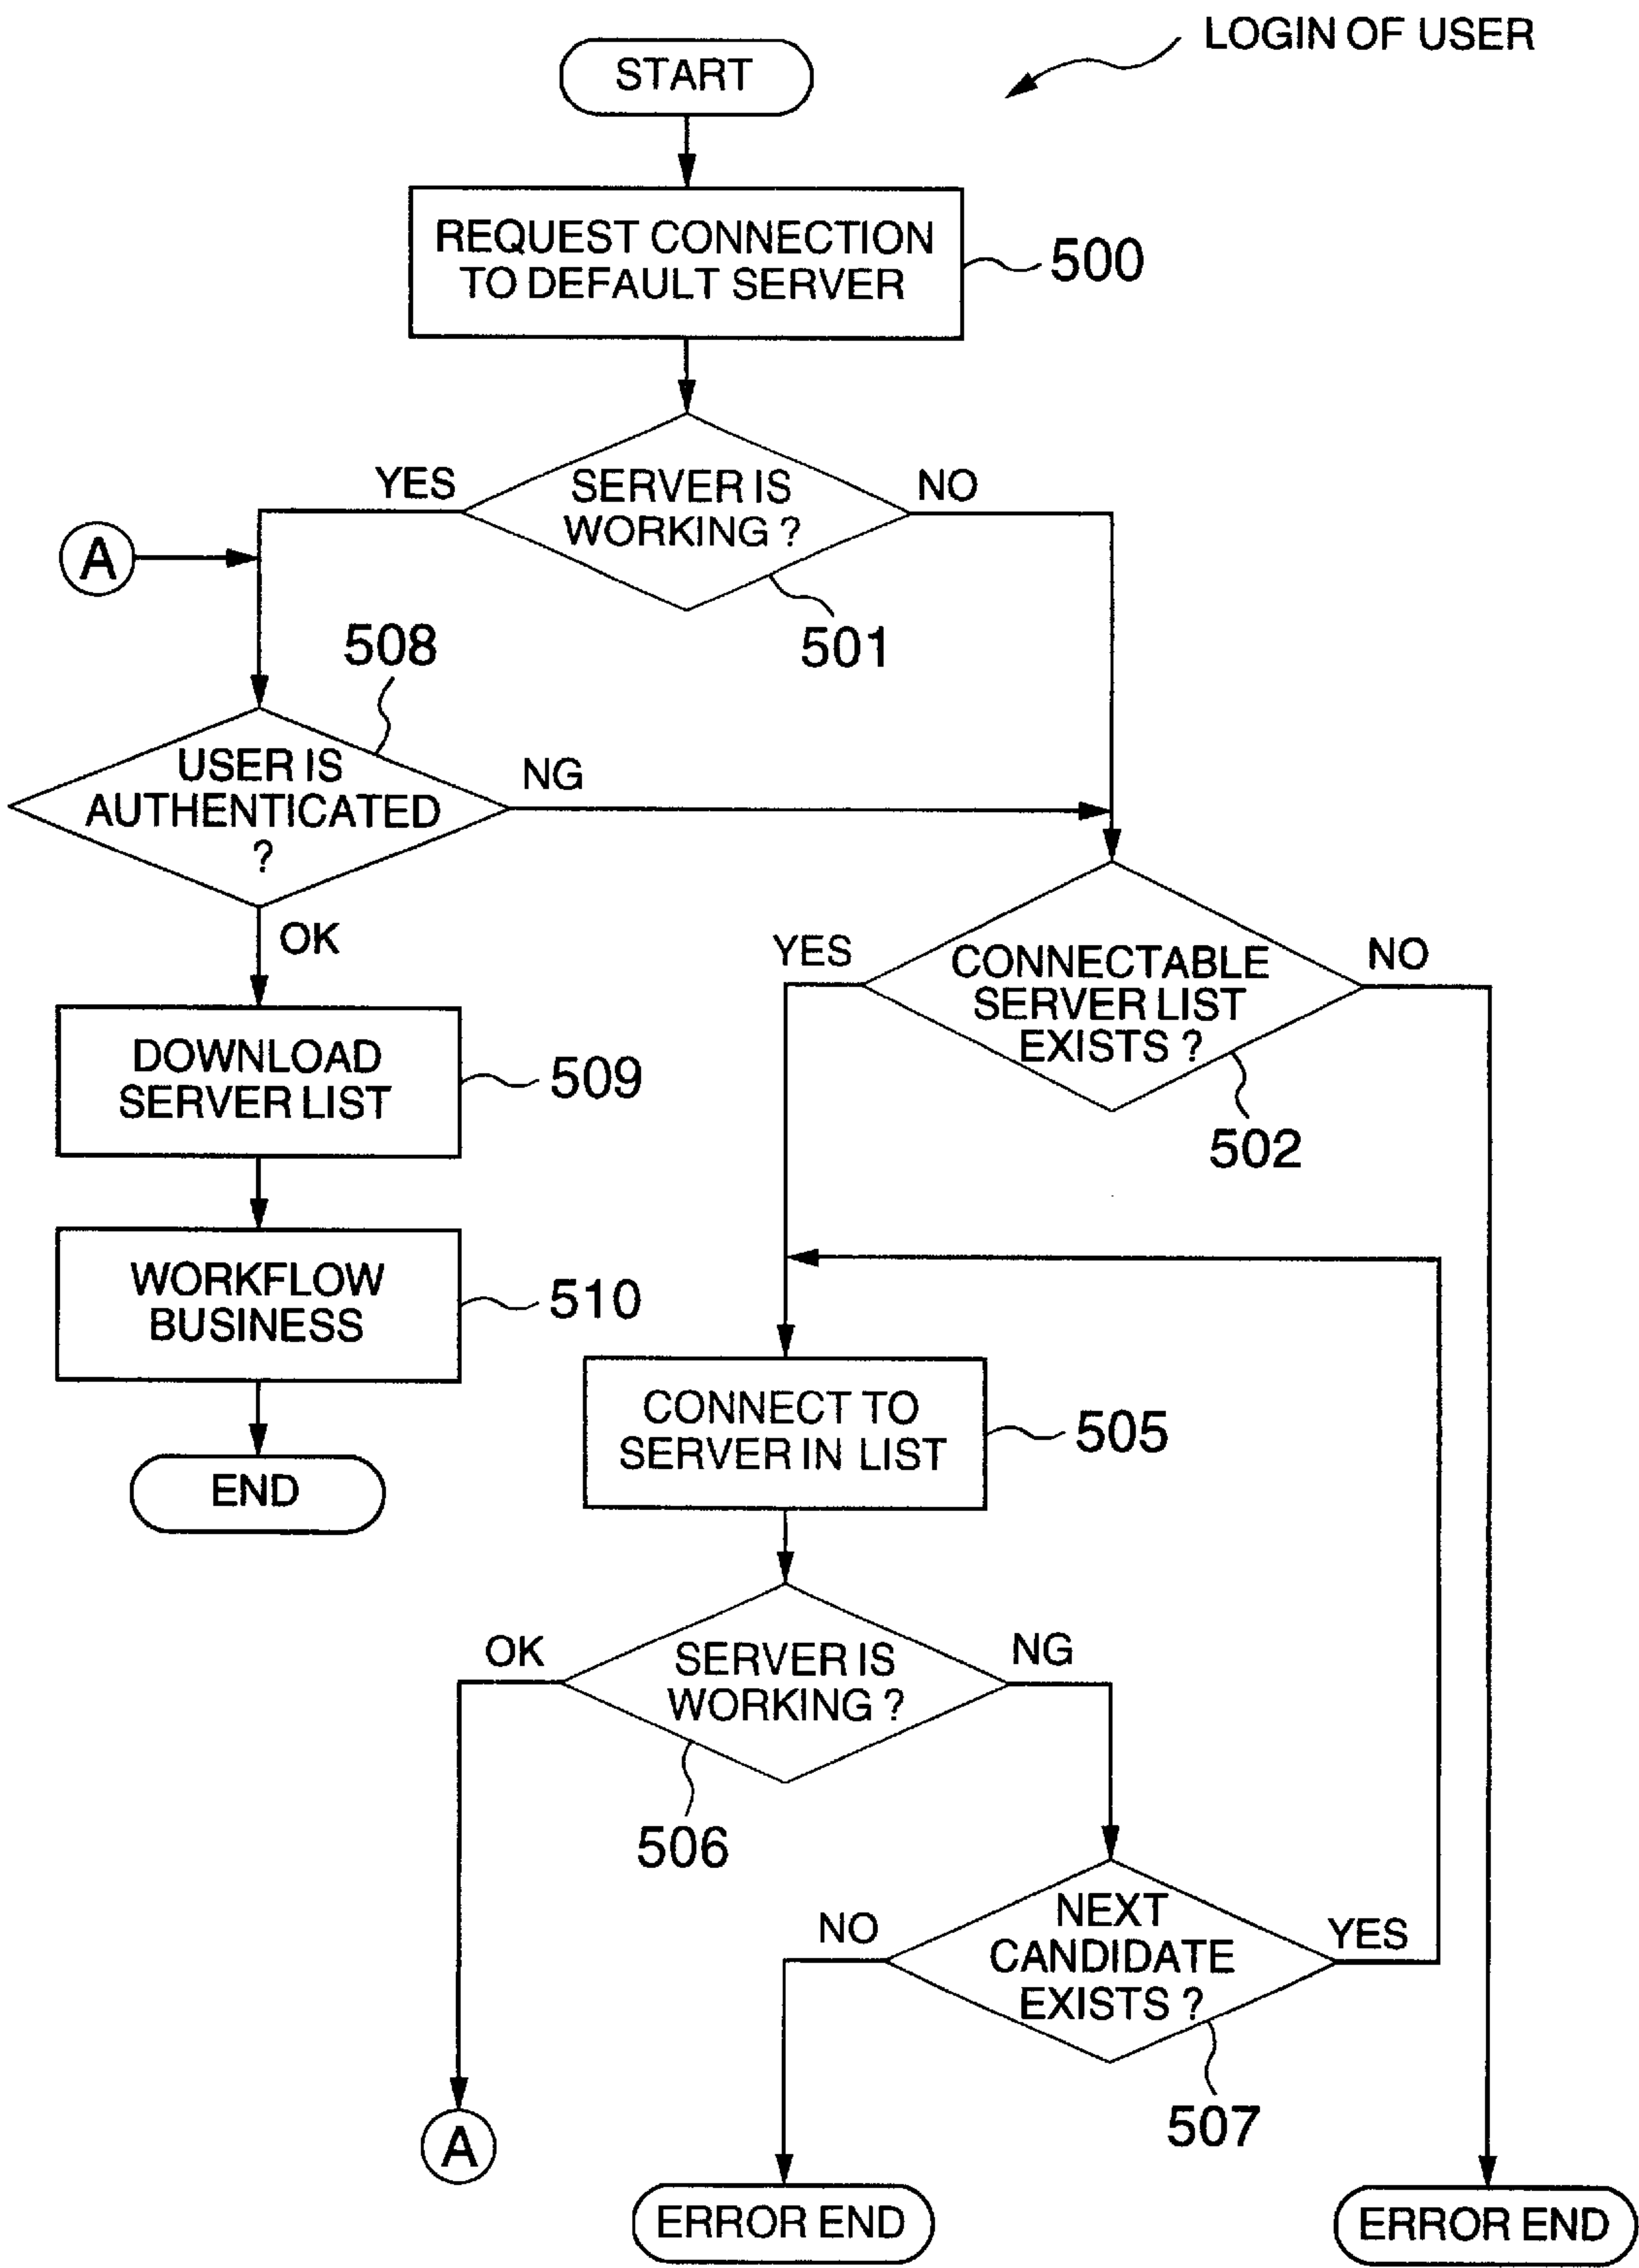 LOGIN OF USER
START
REQUEST CONNECTION
TO DEFAULT SERVER
500
YES
SERVER IS
WORKING ?
NO
501
A
508
USER IS
AUTHENTICATED
?
NG
OK
YES
CONNECTABLE
SERVER LIST
EXISTS ?
NO
502
DOWNLOAD
SERVER LIST
509
WORKFLOW
BUSINESS
510
END
CONNECT TO
SERVER IN LIST
505
OK
SERVER IS
WORKING ?
NG
506
NO
NEXT
CANDIDATE
EXISTS ?
YES
507
A
ERROR END
ERROR END